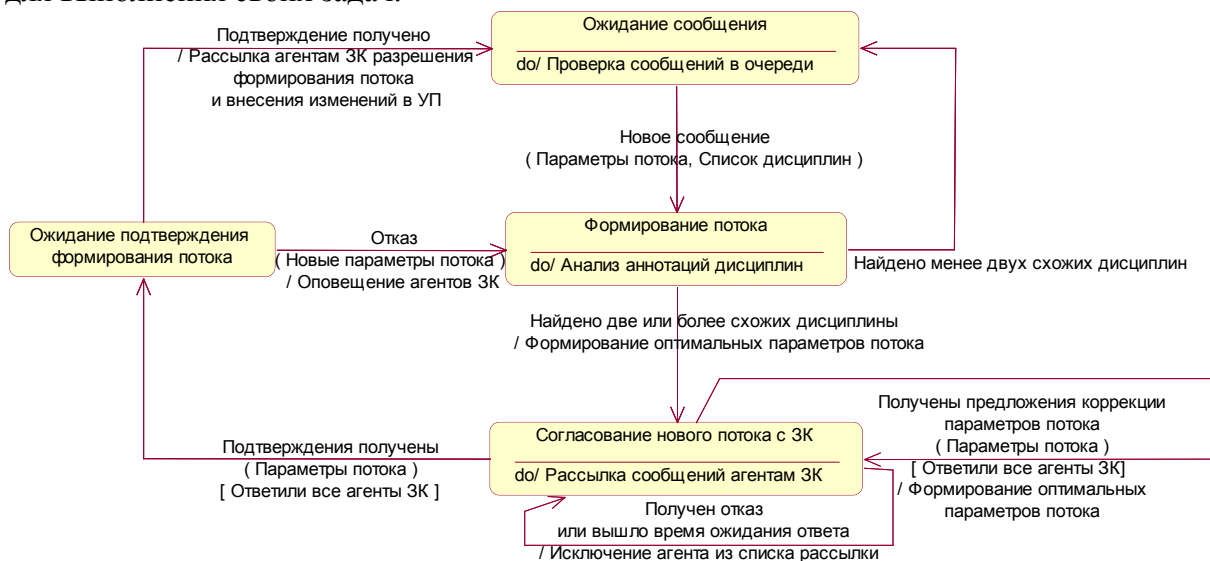 для выполнения своих задач.
Подтверждение получено
/ Рассылка агентам ЗК разрешения
формирования потока
и внесения изменений в УП
Ожидание сообщения
do/ Проверка сообщений в очереди
Новое сообщение
( Параметры потока, Список дисциплин )
Ожидание подтверждения
формирования потока
Отказ
( Новые параметры потока )
/ Оповещение агентов ЗК
Формирование потока
do/ Анализ аннотаций дисциплин
Найдено менее двух схожих дисциплин
Найдено две или более схожих дисциплины
/ Формирование оптимальных параметров потока
Подтверждения получены
( Параметры потока )
[ Ответили все агенты ЗК ]
Согласование нового потока с ЗК
do/ Рассылка сообщений агентам ЗК
Получены предложения коррекции
параметров потока
( Параметры потока )
[ Ответили все агенты ЗК]
/ Формирование оптимальных
параметров потока
Получен отказ
или вышло время ожидания ответа
/ Исключение агента из списка рассылки